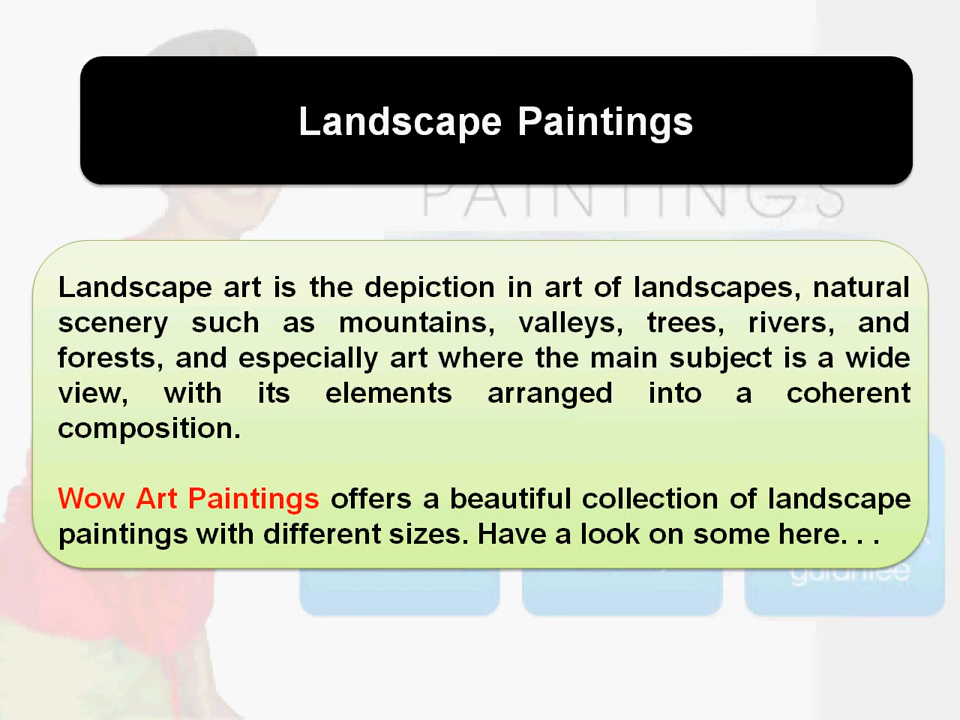 Landscape Paintings
PAINTINGS
Landscape art is the depiction in art of landscapes, natural
scenery such as mountains, valleys, trees, rivers, and
forests, and especially art where the main subject is a wide
view, with its elements arranged into a coherent
composition.
Wow Art Paintings offers a beautiful collection of landscape
paintings with different sizes. Have a look on some here. . .